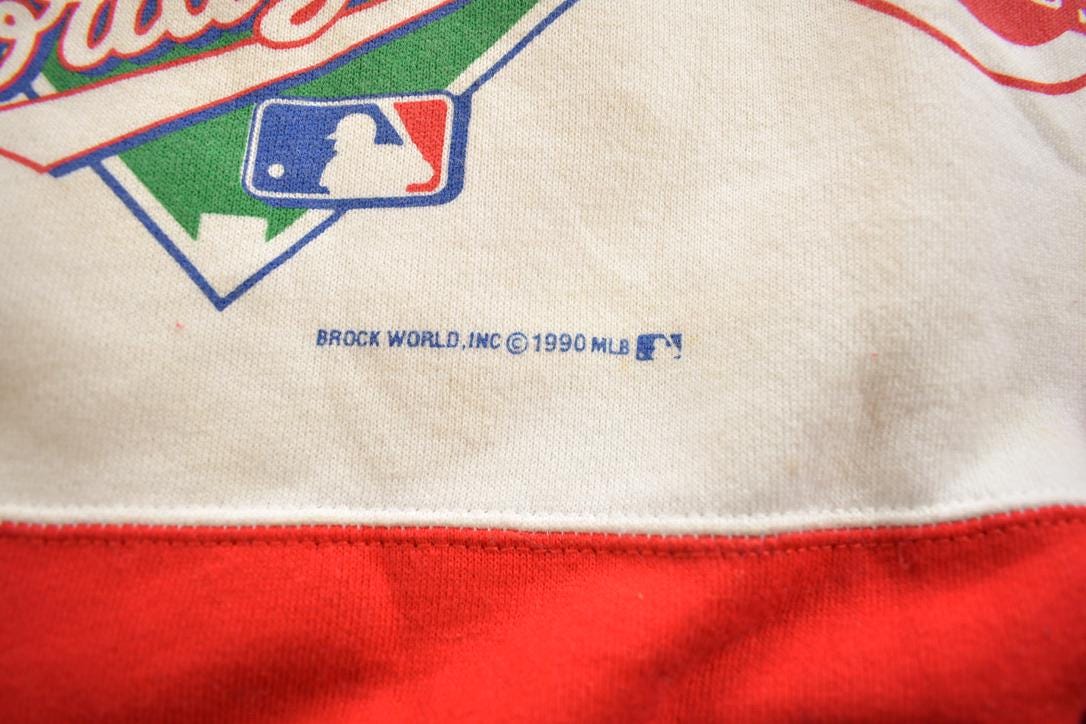 BROCK WORLD, INC © 1990 MLB